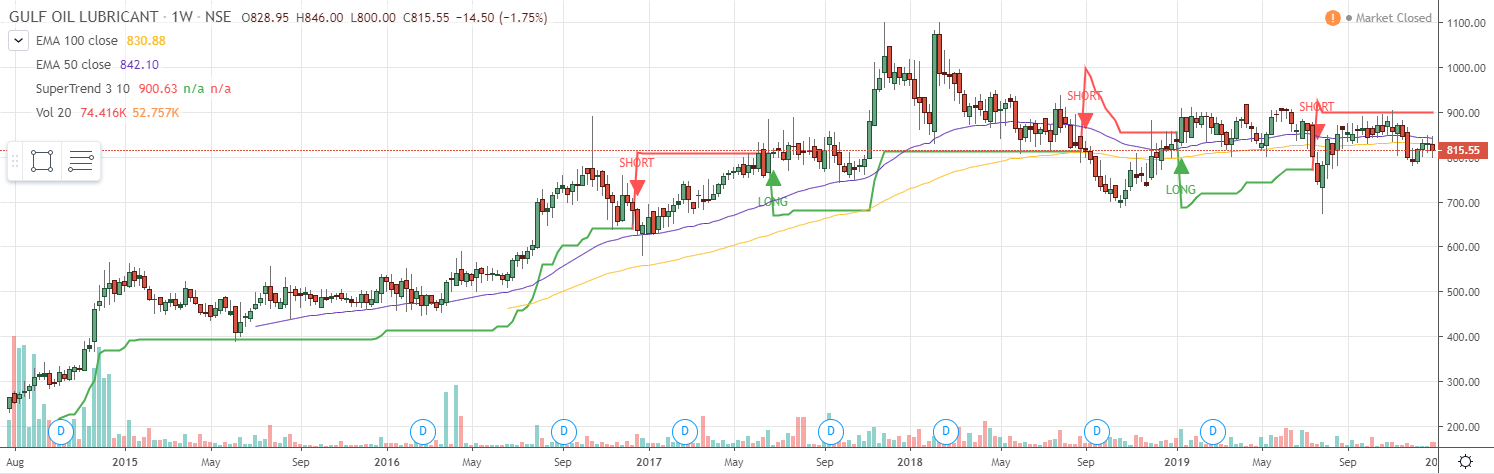 GULF OIL LUBRICANT · 1W · NSE O828.95 H846.00 L800.00 C815.55 −14.50 (−1.75%)
! Market Closed
EMA 100 close 830.88
EMA 50 close 842.10
SuperTrend 3 10 900.63 n/a n/a
Vol 20 74.416K 52.757K
1100.00
1000.00
900.00
815.55
700.00
600.00
500.00
400.00
300.00
200.00
SHORT
SHORT
SHORT
LONG
LONG
D D D D D D D D
Aug 2015 May Sep 2016 May Sep 2017 May Sep 2018 May Sep 2019 May Sep 20